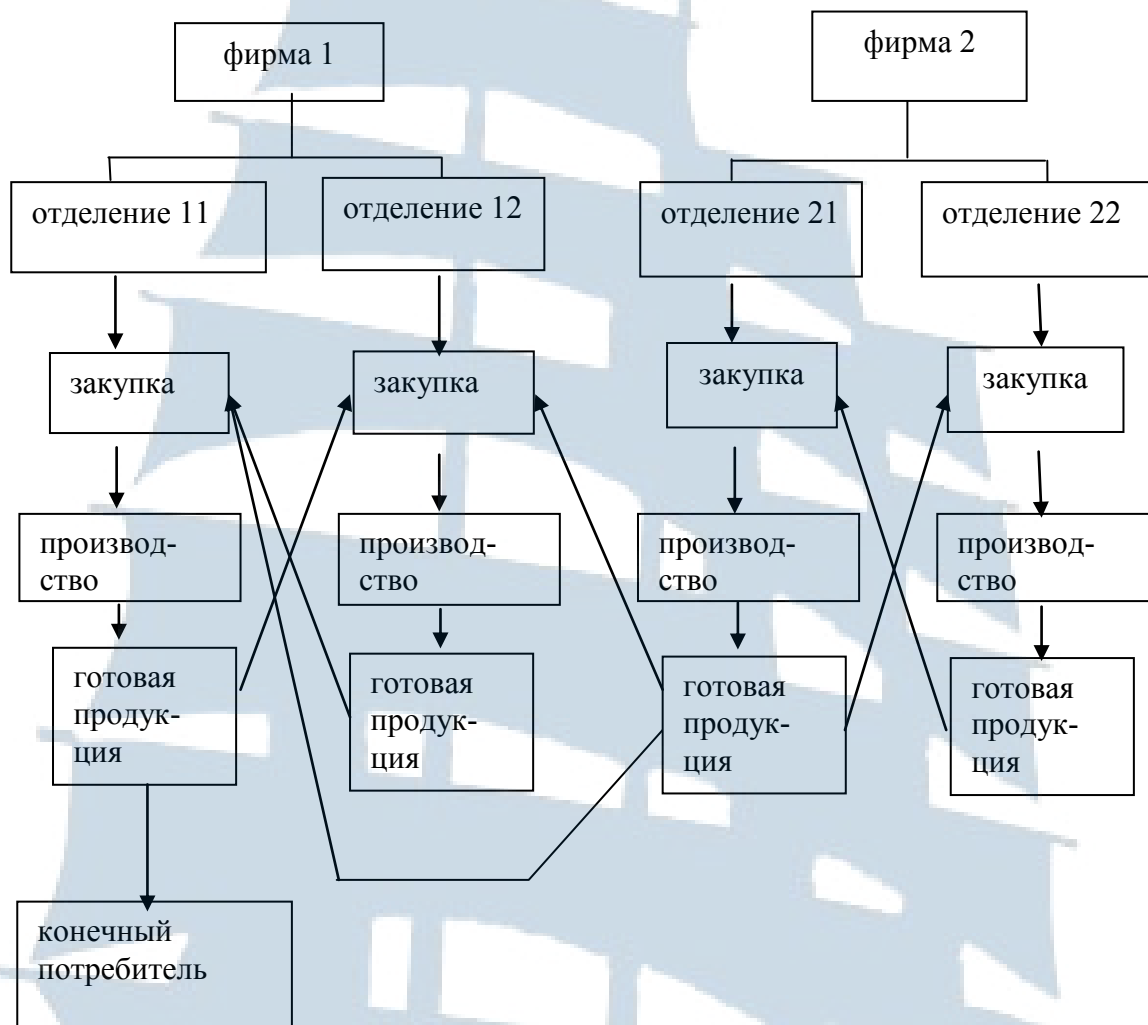 фирма 1
фирма 2
отделение 11
отделение 12
отделение 21
отделение 22
закупка
закупка
закупка
закупка
производ-
ство
производ-
ство
производ-
ство
производ-
ство
готовая
продук-
ция
готовая
продук-
ция
готовая
продук-
ция
готовая
продук-
ция
конечный
потребитель